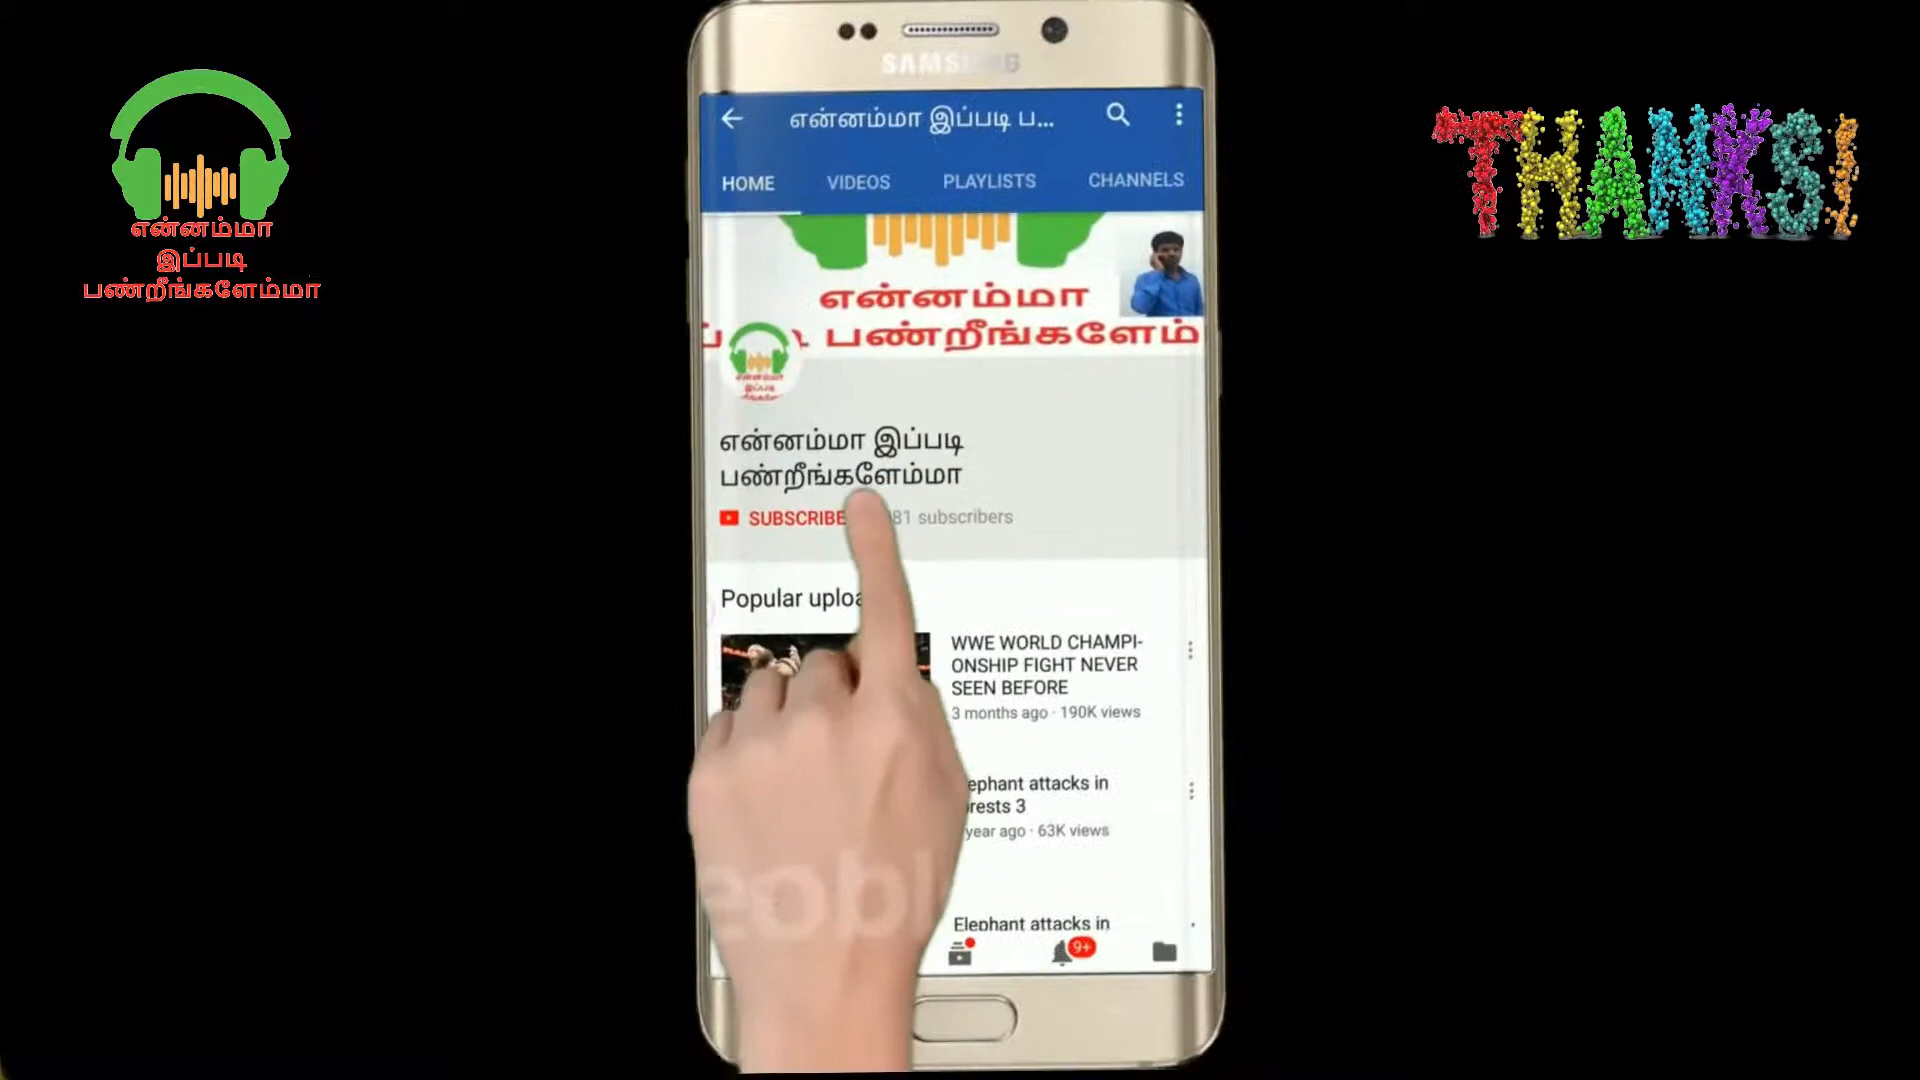 என்னம்மா
இப்படி
பண்றீங்களேம்மா
THANKS!
SAMSUNG
என்னம்மா இப்படி ப...
HOME VIDEOS PLAYLISTS CHANNELS
என்னம்மா
பண்றீங்களேம்
என்னம்மா இப்படி
பண்றீங்களேம்மா
SUBSCRIBE 81 subscribers
Popular uploa
WWE WORLD CHAMPI-
ONSHIP FIGHT NEVER
SEEN BEFORE
3 months ago · 190K views
ephant attacks in
rests 3
year ago · 63K views
Elephant attacks in
9+